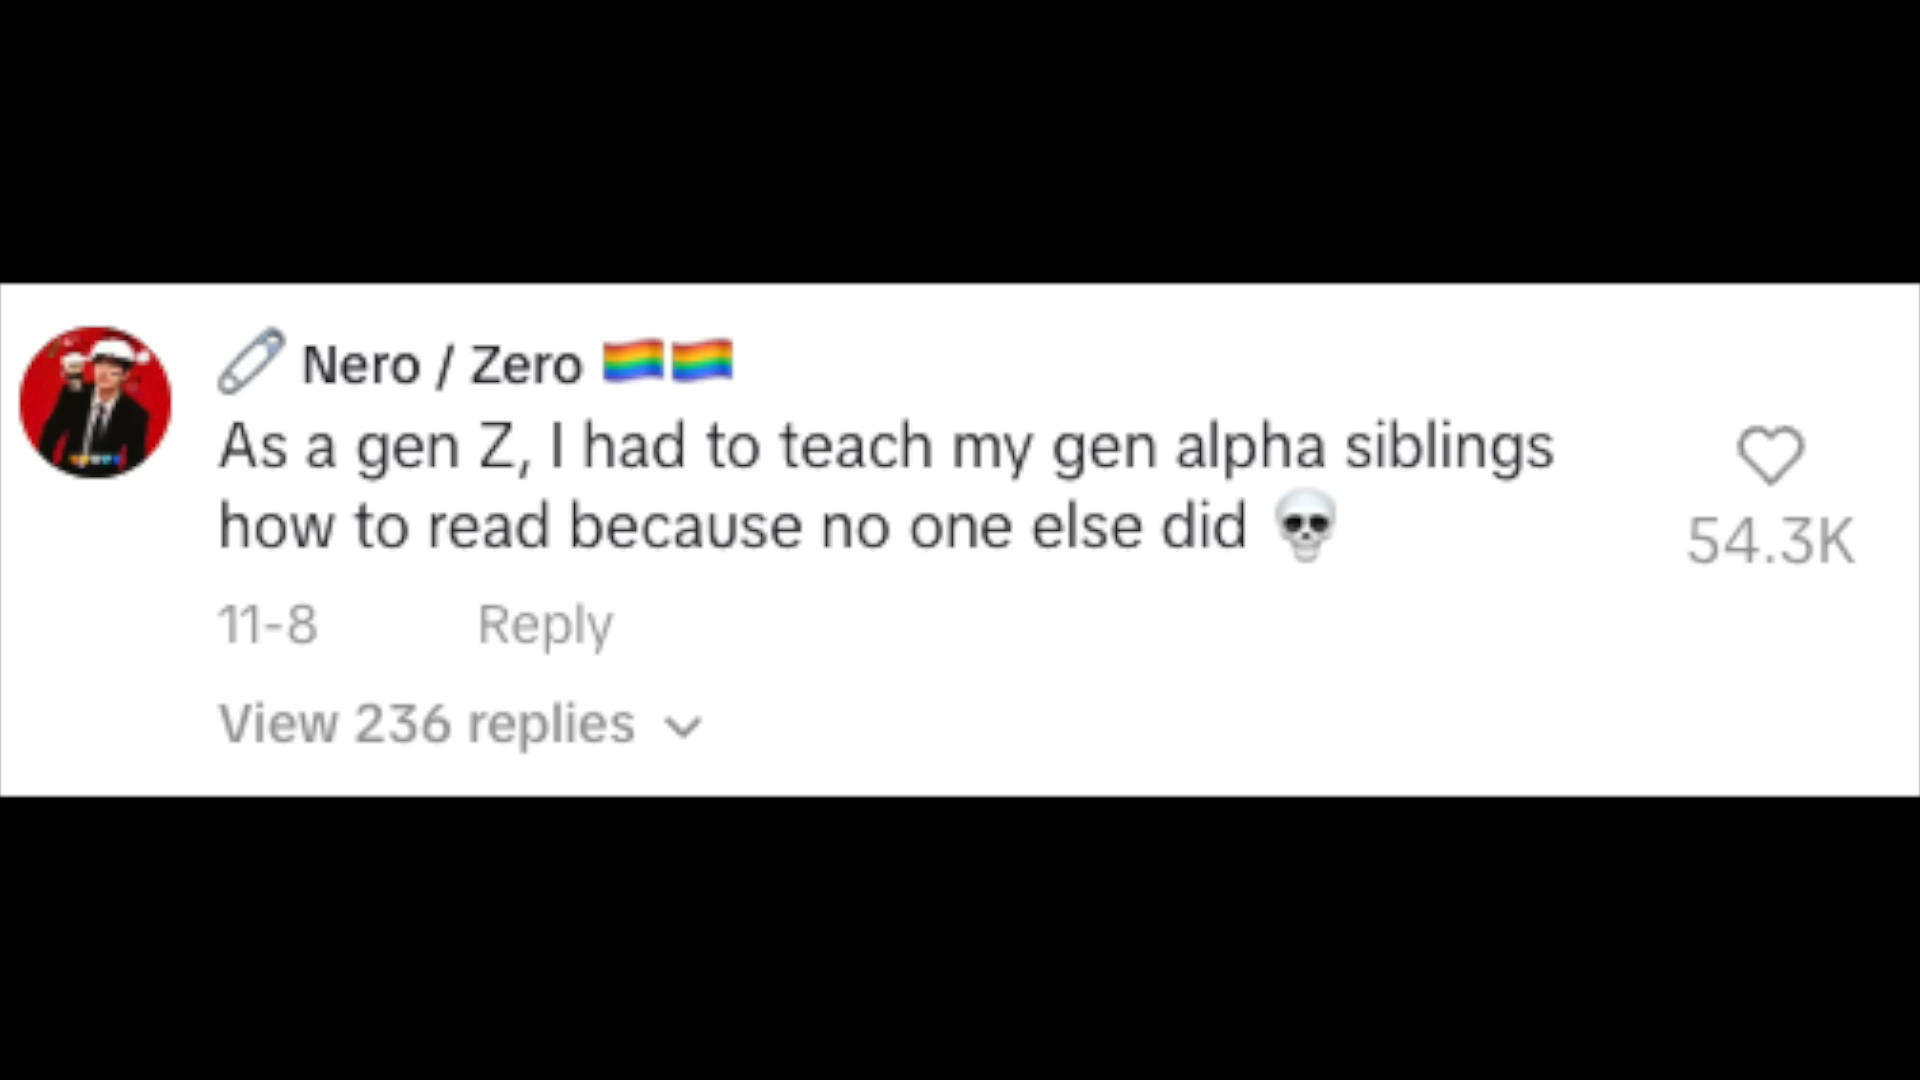 🧷 Nero / Zero 🏳️‍🌈🏳️‍🌈
As a gen Z, I had to teach my gen alpha siblings
how to read because no one else did 💀
54.3K
11-8 Reply
View 236 replies